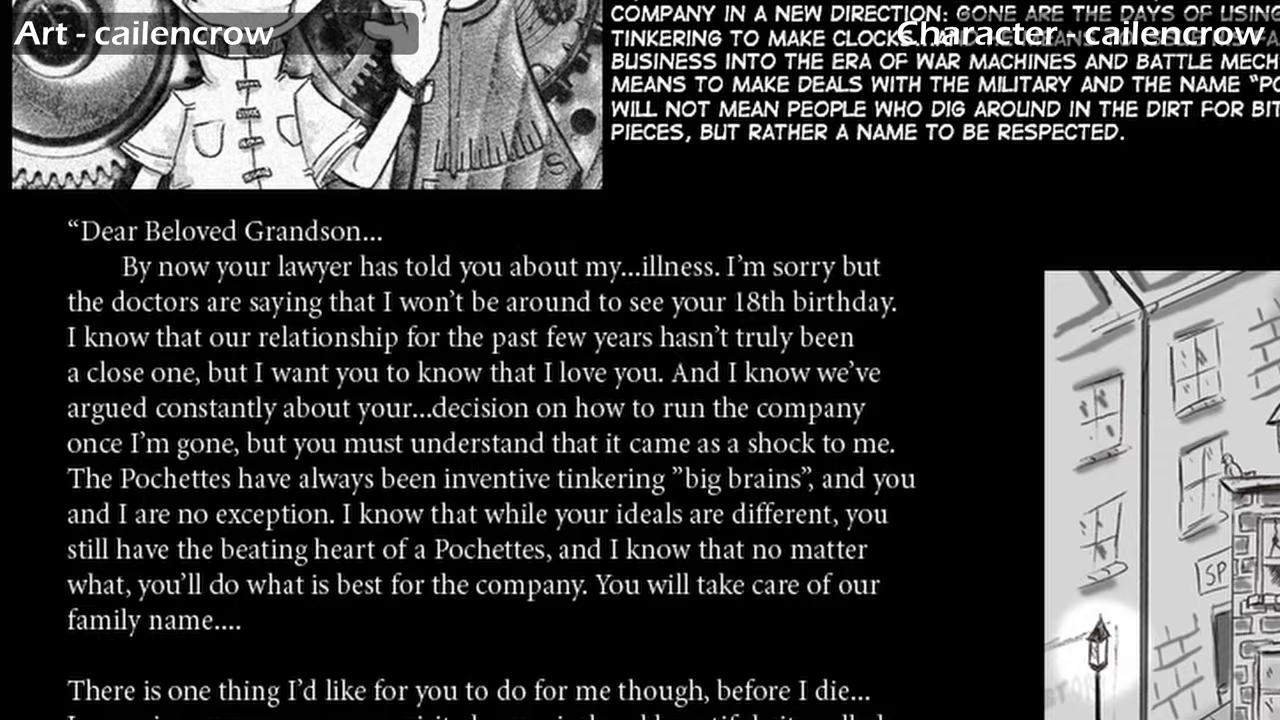 COMPANY IN A NEW DIRECTION: GONE ARE THE DAYS OF USING
Art - cailencrow
Character - cailencrow
TINKERING TO MAKE CLOCKS...
BUSINESS INTO THE ERA OF WAR MACHINES AND BATTLE MECH
MEANS TO MAKE DEALS WITH THE MILITARY AND THE NAME “PO
WILL NOT MEAN PEOPLE WHO DIG AROUND IN THE DIRT FOR BIT
PIECES, BUT RATHER A NAME TO BE RESPECTED.
“Dear Beloved Grandson...
By now your lawyer has told you about my...illness. I’m sorry but
the doctors are saying that I won’t be around to see your 18th birthday.
I know that our relationship for the past few years hasn’t truly been
a close one, but I want you to know that I love you. And I know we’ve
argued constantly about your...decision on how to run the company
once I’m gone, but you must understand that it came as a shock to me.
The Pochettes have always been inventive tinkering ”big brains”, and you
and I are no exception. I know that while your ideals are different, you
still have the beating heart of a Pochettes, and I know that no matter
what, you’ll do what is best for the company. You will take care of our
family name....
There is one thing I’d like for you to do for me though, before I die...
SP
S